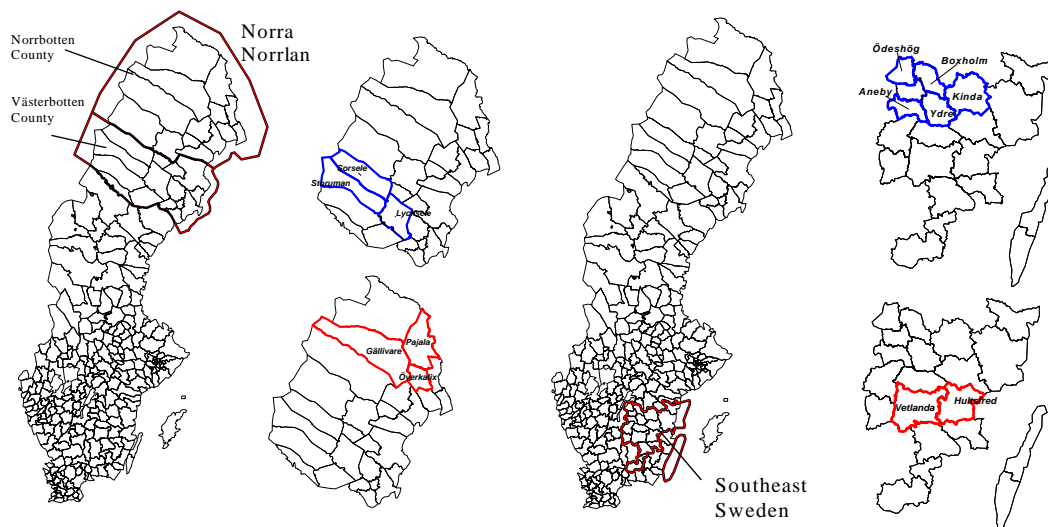 Norra
Norrlan
Norrbotten
County
Västerbotten
County
Sorsele
Storuman
Lycksele
Pajala
Gällivare
Överkalix
Southeast
Sweden
Ödeshög
Boxholm
Aneby
Kinda
Ydre
Hultsfred
Vetlanda